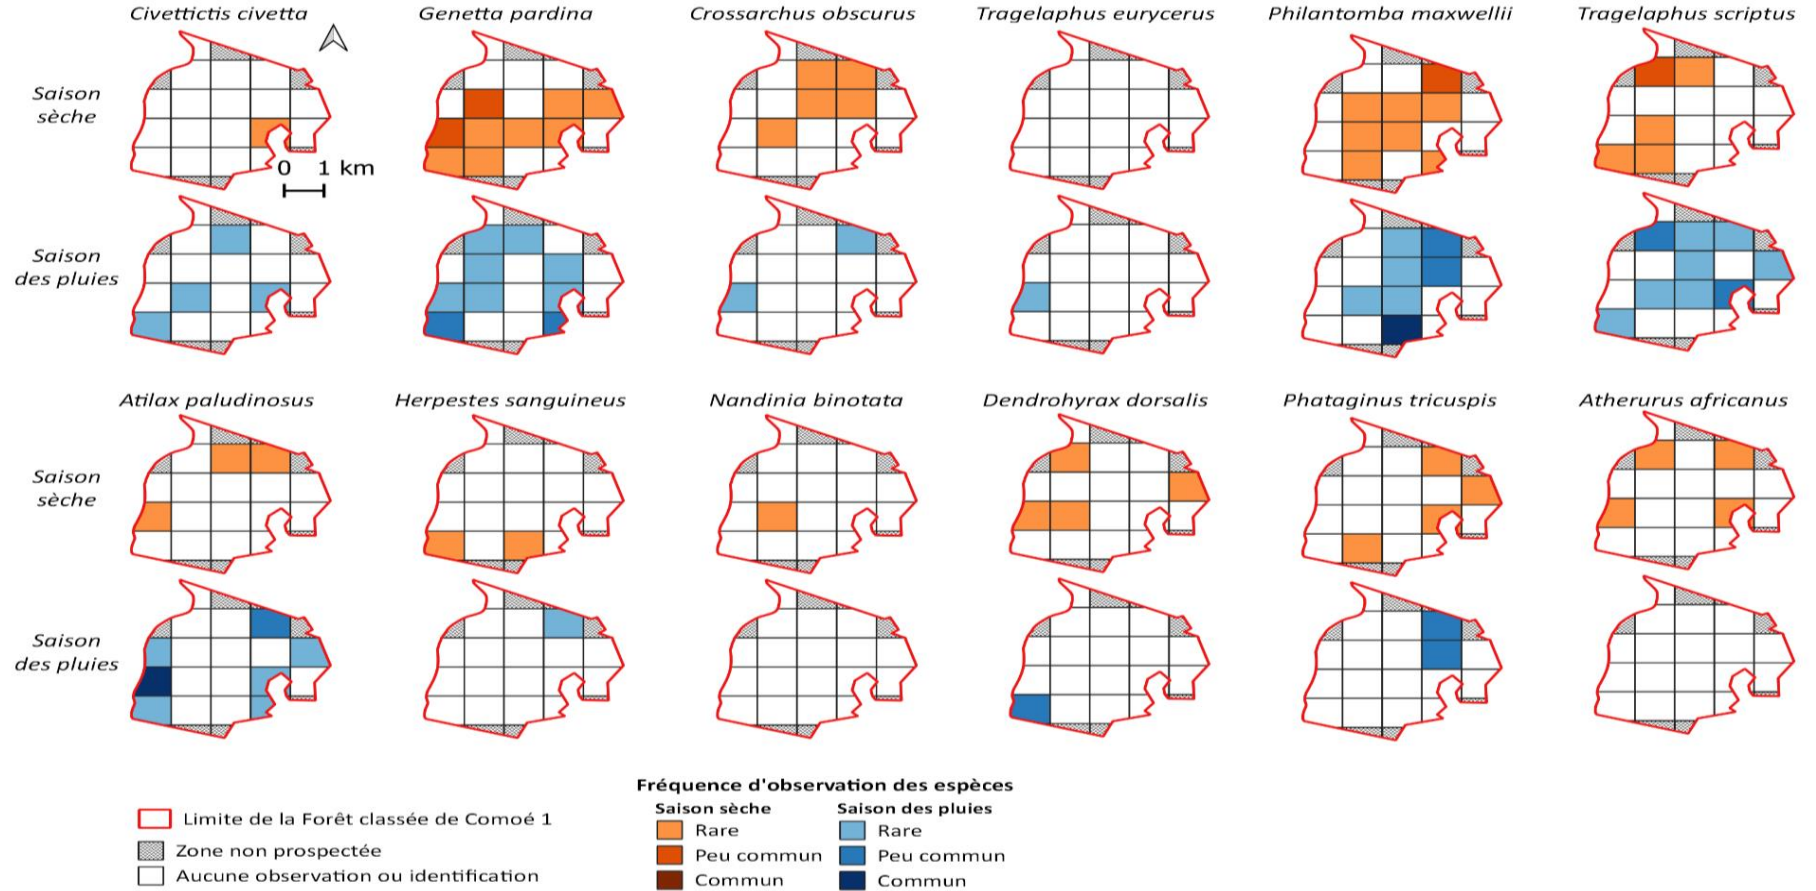 Civettictis civetta
Genetta pardina
Crossarchus obscurus
Tragelaphus eurycerus
Philantomba maxwellii
Tragelaphus scriptus
Saison
sèche
0 1 km
Saison
des pluies
Atilax paludinosus
Herpestes sanguineus
Nandinia binotata
Dendrohyrax dorsalis
Phataginus tricuspis
Atherurus africanus
Saison
sèche
Saison
des pluies
Limite de la Forêt classée de Comoé 1
Zone non prospectée
Aucune observation ou identification
Fréquence d'observation des espèces
Saison sèche
Rare
Peu commun
Commun
Saison des pluies
Rare
Peu commun
Commun